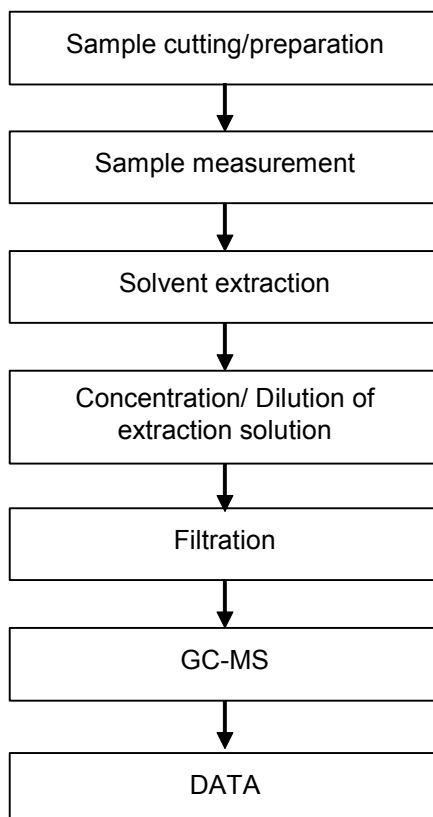 Sample cutting/preparation
Sample measurement
Solvent extraction
Concentration/ Dilution of
extraction solution
Filtration
GC-MS
DATA